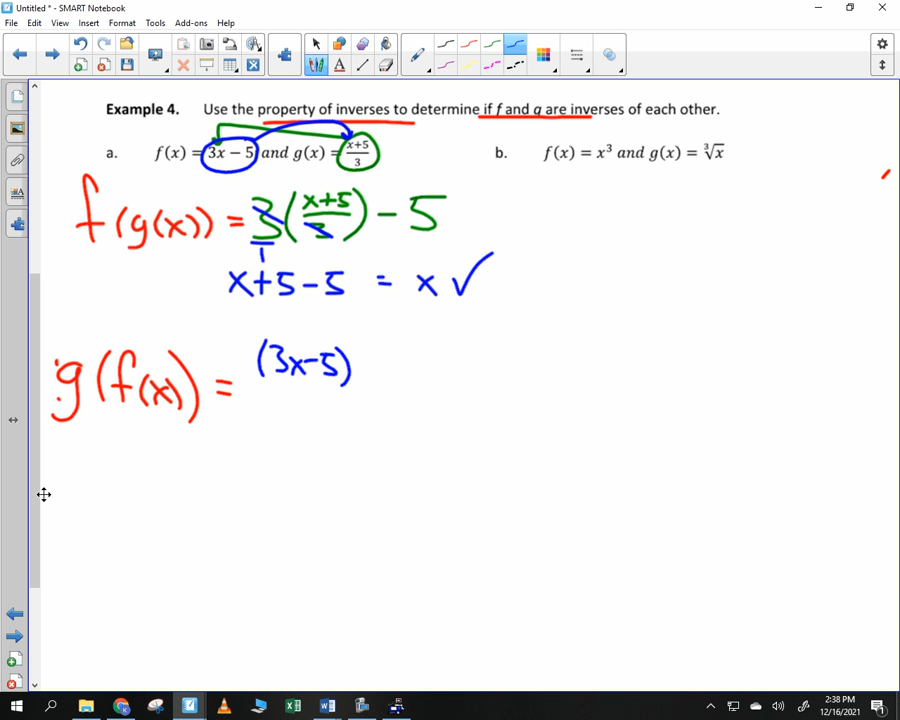 Untitled * - SMART Notebook
File Edit View Insert Format Tools Add-ons Help
Example 4. Use the property of inverses to determine if f and g are inverses of each other.
a. f(x) = 3x − 5 and g(x) = x+5/3 b. f(x) = x³ and g(x) = ∛x
f(g(x)) = 3(x+5/3) − 5
1
x+5−5 = x ✓
g(f(x)) = (3x−5)
2:38 PM
12/16/2021